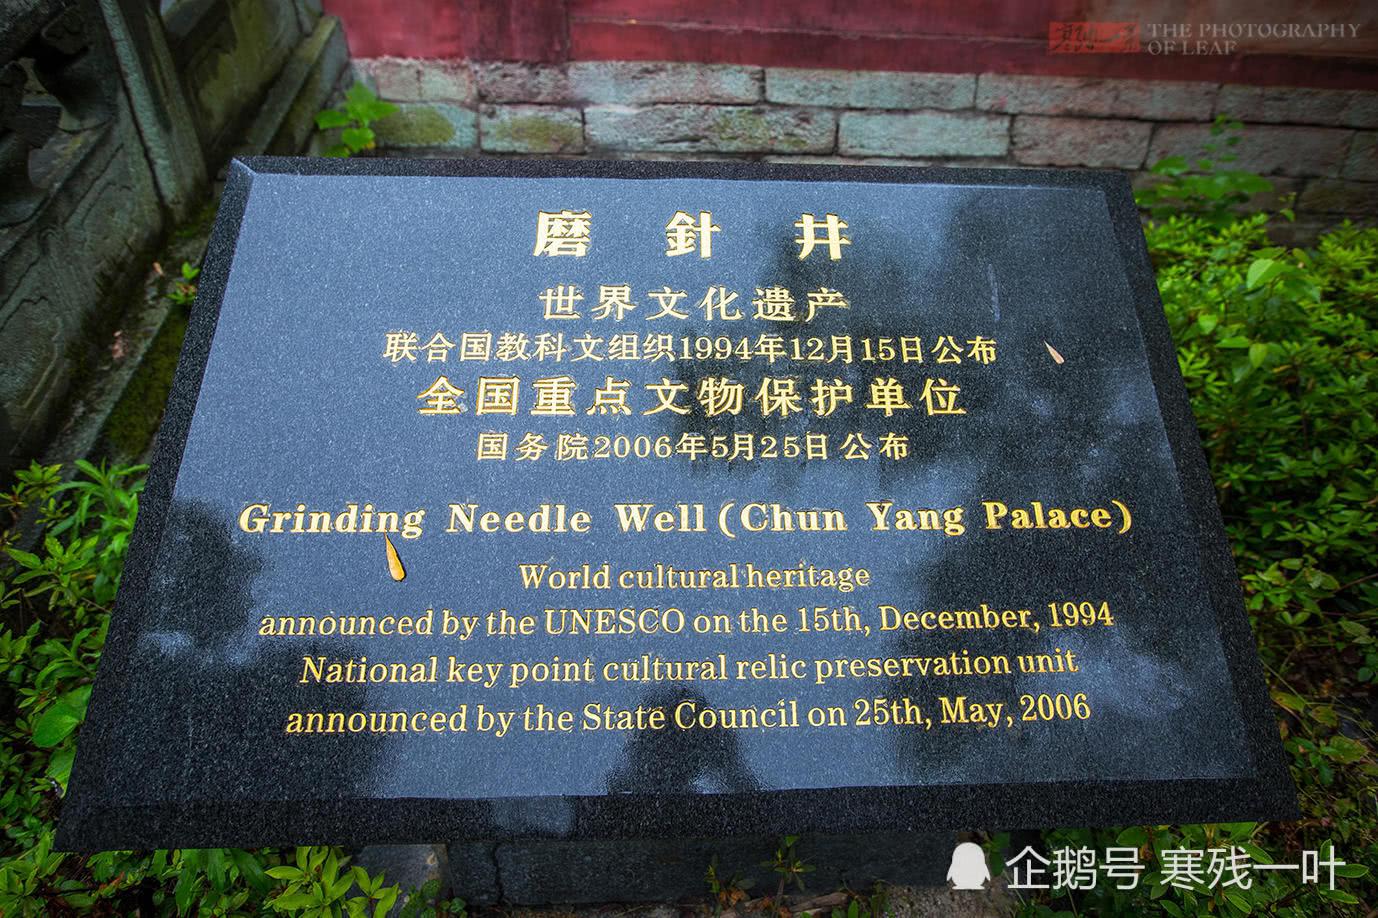 THE PHOTOGRAPHY
OF LEAF
磨針井
世界文化遗产
联合国教科文组织1994年12月15日公布
全国重点文物保护单位
国务院2006年5月25日公布
Grinding Needle Well (Chun Yang Palace)
World cultural heritage
announced by the UNESCO on the 15th, December, 1994
National key point cultural relic preservation unit
announced by the State Council on 25th, May, 2006
企鹅号 寒残一叶